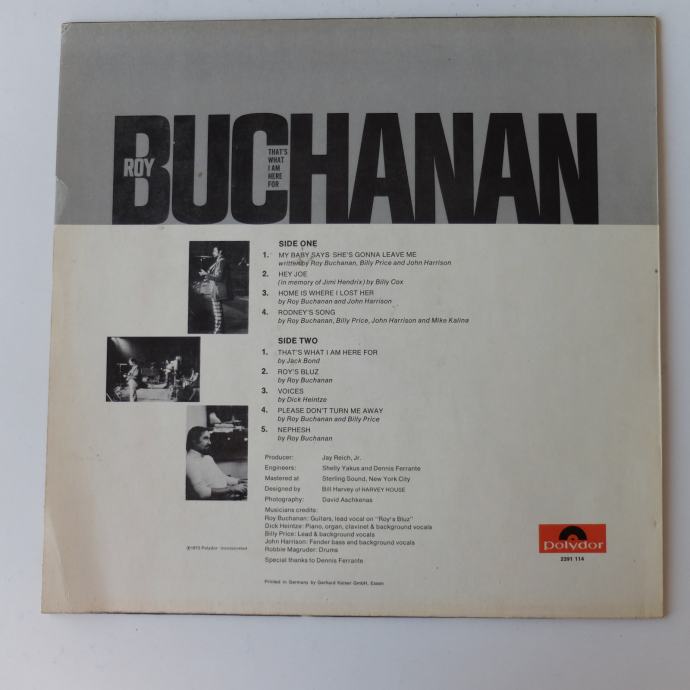 ROY
BUCHANAN
THAT'S
WHAT
I AM
HERE
FOR
SIDE ONE
1. MY BABY SAYS SHE'S GONNA LEAVE ME
written by Roy Buchanan, Billy Price and John Harrison
2. HEY JOE
(in memory of Jimi Hendrix) by Billy Cox
3. HOME IS WHERE I LOST HER
by Roy Buchanan and John Harrison
4. RODNEY'S SONG
by Roy Buchanan, Billy Price, John Harrison and Mike Kalina
SIDE TWO
1. THAT'S WHAT I AM HERE FOR
by Jack Bond
2. ROY'S BLUZ
by Roy Buchanan
3. VOICES
by Dick Heintze
4. PLEASE DON'T TURN ME AWAY
by Roy Buchanan and Billy Price
5. NEPHESH
by Roy Buchanan
Producer: Jay Reich, Jr.
Engineers: Shelly Yakus and Dennis Ferrante
Mastered at Sterling Sound, New York City
Designed by Bill Harvey of HARVEY HOUSE
Photography: David Aschkenas
Musicians credits:
Roy Buchanan: Guitars, lead vocal on "Roy's Bluz"
Dick Heintze: Piano, organ, clavinet & background vocals
Billy Price: Lead & background vocals
John Harrison: Fender bass and background vocals
Robbie Magruder: Drums
Special thanks to Dennis Ferrante
℗1973 Polydor Incorporated
Printed in Germany by Gerhard Kaiser GmbH, Essen
polydor
2391 114